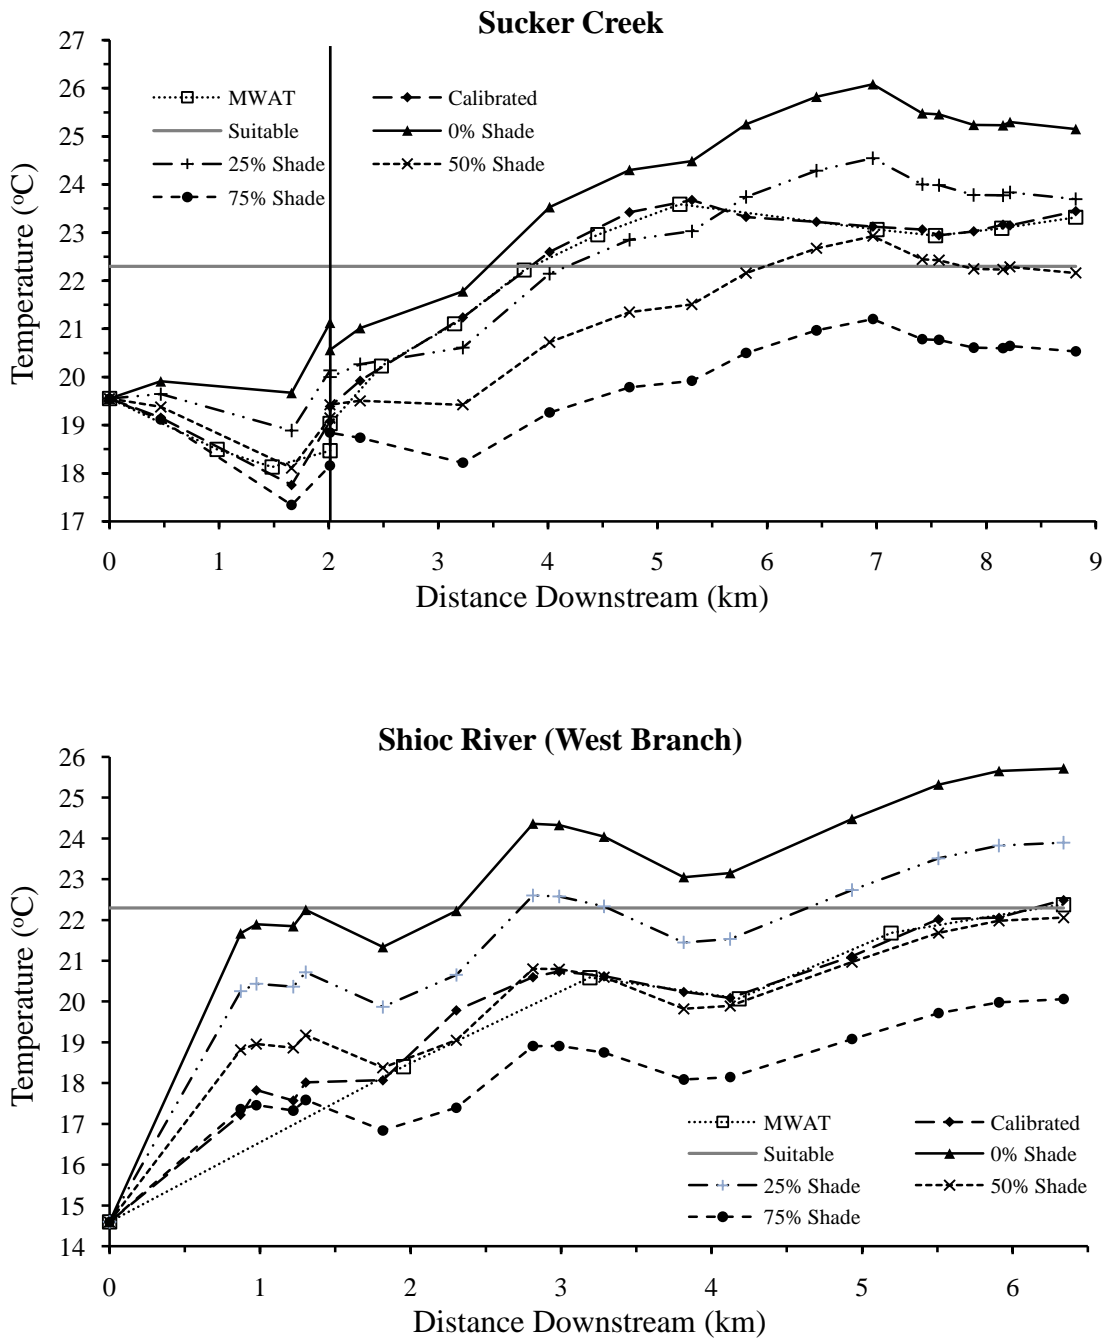 Sucker Creek
27
26
25
24
23
22
21
20
19
18
17
Temperature (ºC)
MWAT
Calibrated
Suitable
0% Shade
25% Shade
50% Shade
75% Shade
0 1 2 3 4 5 6 7 8 9
Distance Downstream (km)
Shioc River (West Branch)
26
25
24
23
22
21
20
19
18
17
16
15
14
Temperature (ºC)
MWAT
Calibrated
Suitable
0% Shade
25% Shade
50% Shade
75% Shade
0 1 2 3 4 5 6
Distance Downstream (km)